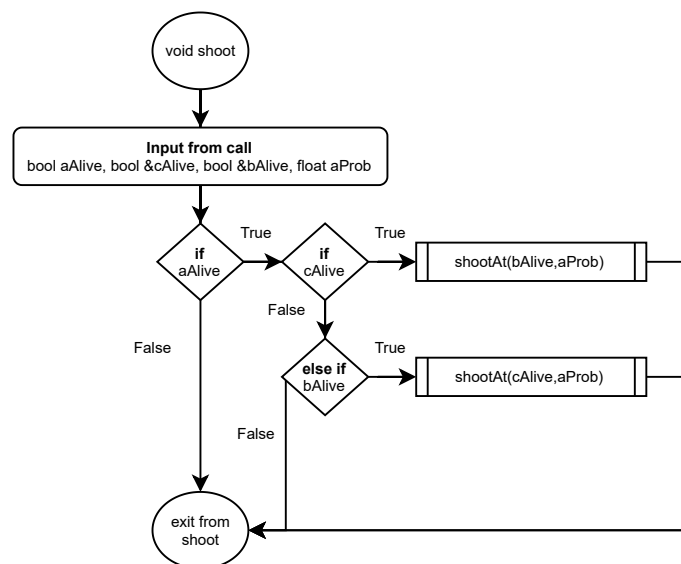 void shoot
Input from call
bool aAlive, bool &cAlive, bool &bAlive, float aProb
if
aAlive
True
if
cAlive
True
shootAt(bAlive,aProb)
False
False
else if
bAlive
True
shootAt(cAlive,aProb)
False
exit from
shoot